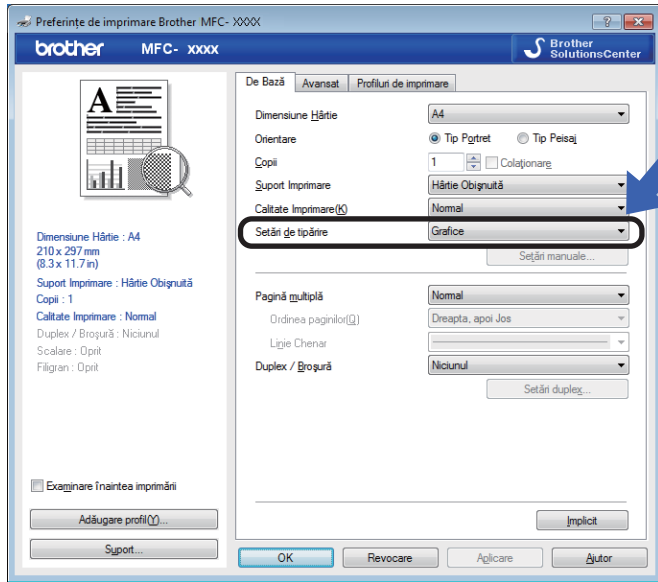 Preferințe de imprimare Brother MFC- XXXX
brother MFC- xxxx
Brother
SolutionsCenter
A
Dimensiune Hârtie : A4
210 x 297 mm
(8.3 x 11.7 in)
Suport Imprimare : Hârtie Obişnuită
Copii : 1
Calitate Imprimare : Normal
Duplex / Broşură : Niciunul
Scalare : Oprit
Filigran : Oprit
Examinare înaintea imprimării
Adăugare profil(Y)...
Suport...
De Bază Avansat Profiluri de imprimare
Dimensiune Hârtie A4
Orientare Tip Portret Tip Peisaj
Copii 1 Colaţionare
Suport Imprimare Hârtie Obişnuită
Calitate Imprimare(K) Normal
Setări de tipărire Grafice
Setări manuale...
Pagină multiplă Normal
Ordinea paginilor(Q) Dreapta, apoi Jos
Linie Chenar
Duplex / Broşură Niciunul
Setări duplex...
Implicit
OK Revocare Aplicare Ajutor